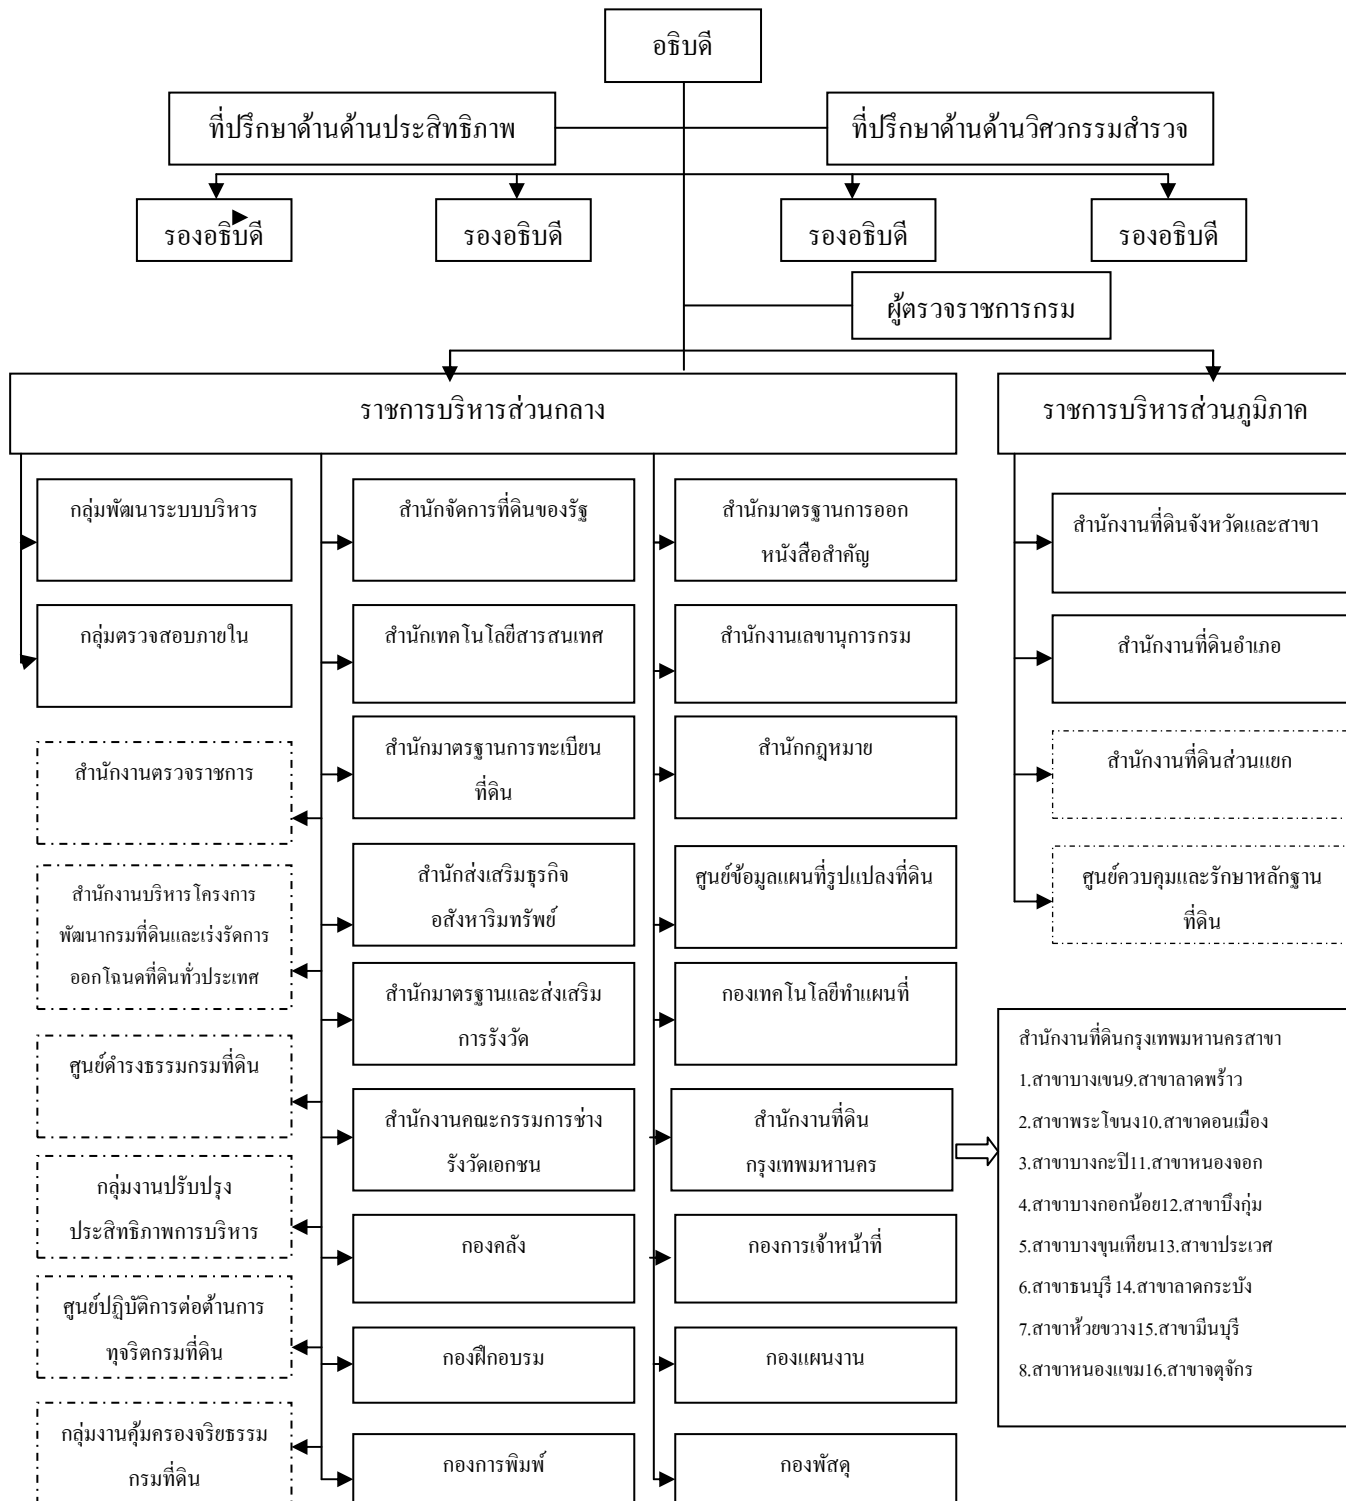 อธิบดี
ที่ปรึกษาด้านด้านประสิทธิภาพ
ที่ปรึกษาด้านด้านวิศวกรรมสำรวจ
รองอธิบดี
รองอธิบดี
รองอธิบดี
รองอธิบดี
ผู้ตรวจราชการกรม
ราชการบริหารส่วนกลาง
ราชการบริหารส่วนภูมิภาค
กลุ่มพัฒนาระบบบริหาร
กลุ่มตรวจสอบภายใน
สำนักงานตรวจราชการ
สำนักงานบริหารโครงการ
พัฒนากรมที่ดินและเร่งรัดการ
ออกโฉนดที่ดินทั่วประเทศ
ศูนย์ดำรงธรรมกรมที่ดิน
กลุ่มงานปรับปรุง
ประสิทธิภาพการบริหาร
ศูนย์ปฏิบัติการต่อต้านการ
ทุจริตกรมที่ดิน
กลุ่มงานคุ้มครองจริยธรรม
กรมที่ดิน
สำนักจัดการที่ดินของรัฐ
สำนักเทคโนโลยีสารสนเทศ
สำนักมาตรฐานการทะเบียน
ที่ดิน
สำนักส่งเสริมธุรกิจ
อสังหาริมทรัพย์
สำนักมาตรฐานและส่งเสริม
การรังวัด
สำนักงานคณะกรรมการช่าง
รังวัดเอกชน
กองคลัง
กองฝึกอบรม
กองการพิมพ์
สำนักมาตรฐานการออก
หนังสือสำคัญ
สำนักงานเลขานุการกรม
สำนักกฎหมาย
ศูนย์ข้อมูลแผนที่รูปแปลงที่ดิน
กองเทคโนโลยีทำแผนที่
สำนักงานที่ดิน
กรุงเทพมหานคร
กองการเจ้าหน้าที่
กองแผนงาน
กองพัสดุ
สำนักงานที่ดินจังหวัดและสาขา
สำนักงานที่ดินอำเภอ
สำนักงานที่ดินส่วนแยก
ศูนย์ควบคุมและรักษาหลักฐาน
ที่ดิน
สำนักงานที่ดินกรุงเทพมหานครสาขา
1.สาขาบางเขน9.สาขาลาดพร้าว
2.สาขาพระโขนง10.สาขาดอนเมือง
3.สาขาบางกะปิ11.สาขาหนองจอก
4.สาขาบางกอกน้อย12.สาขาบึงกุ่ม
5.สาขาบางขุนเทียน13.สาขาประเวศ
6.สาขาธนบุรี 14.สาขาลาดกระบัง
7.สาขาห้วยขวาง15.สาขามีนบุรี
8.สาขาหนองแขม16.สาขาจตุจักร